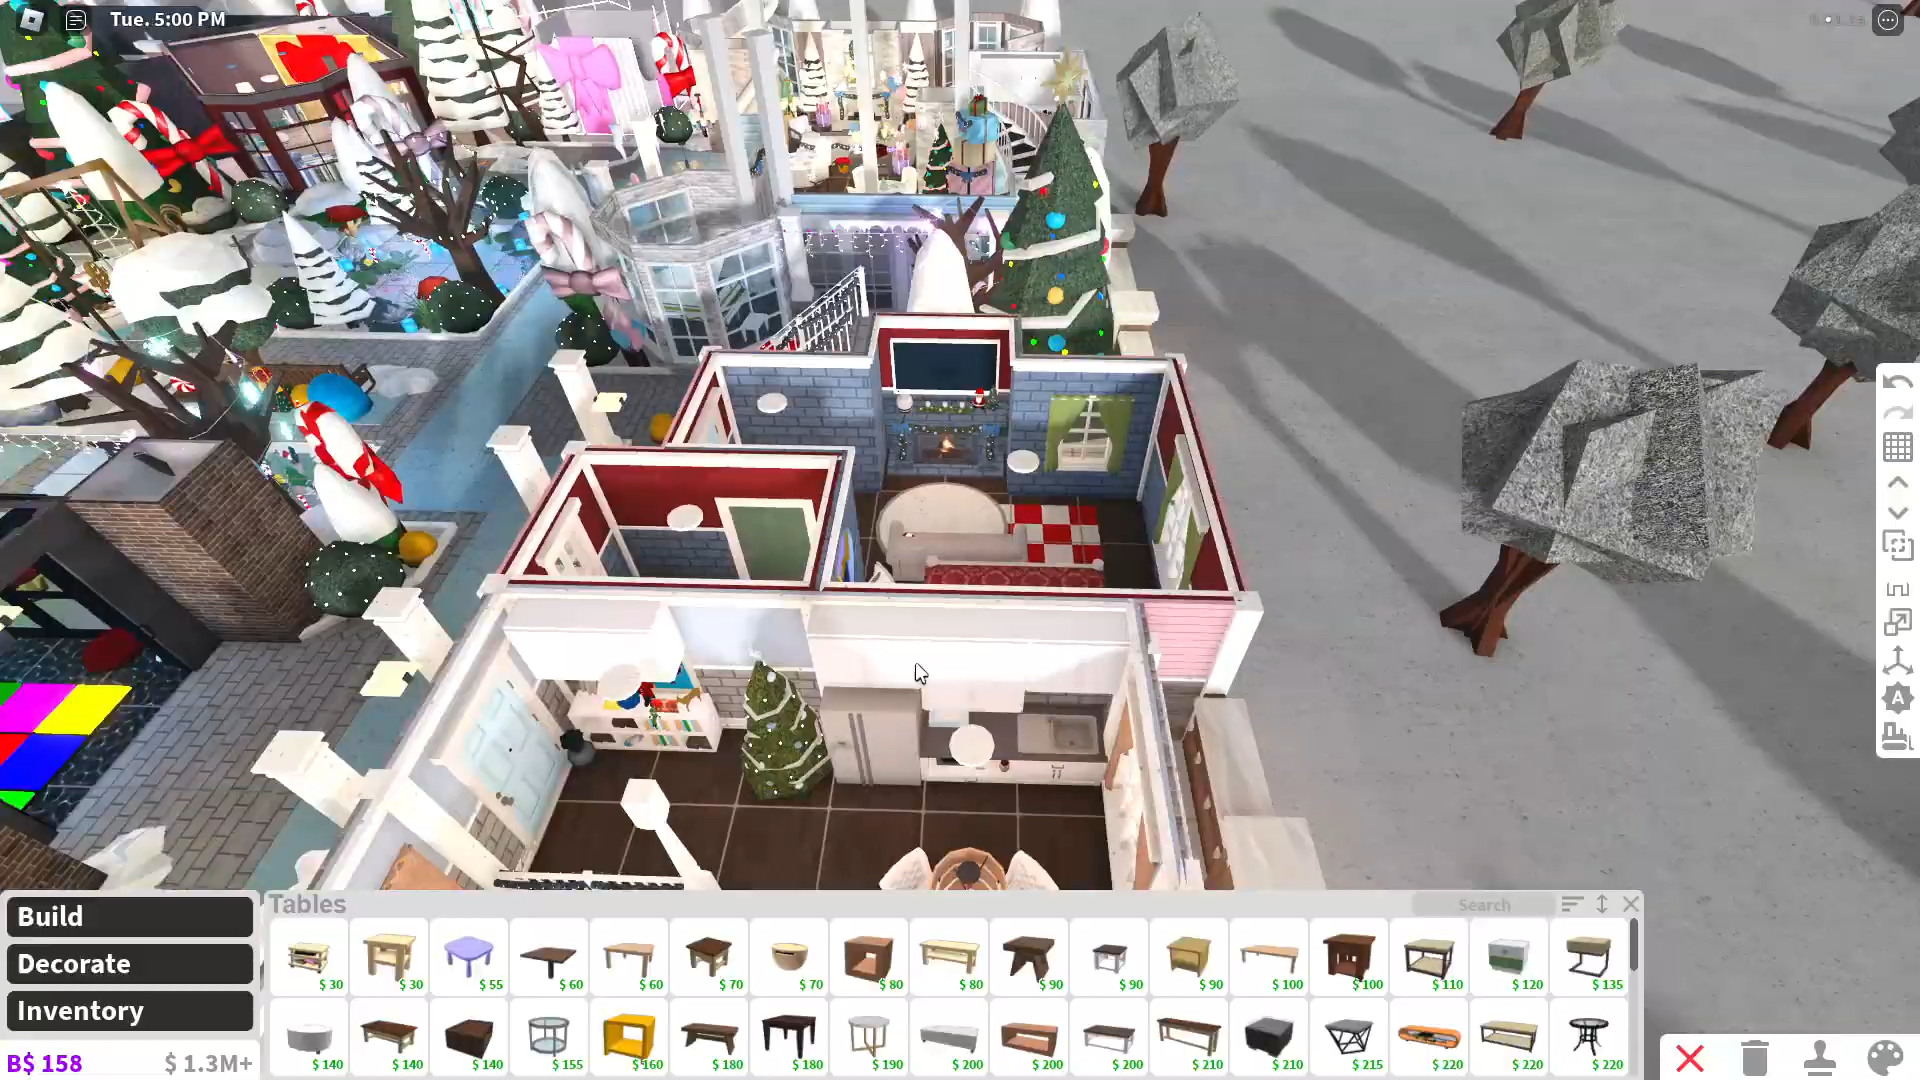 Tue. 5:00 PM
A
Build
Decorate
Inventory
B$ 158
$ 1.3M+
Tables
Search
$ 30 $ 30 $ 55 $ 60 $ 60 $ 70 $ 70 $ 80 $ 80 $ 90 $ 90 $ 90 $ 100 $ 100 $ 110 $ 120 $ 135
$ 140 $ 140 $ 140 $ 155 $ 160 $ 180 $ 180 $ 190 $ 200 $ 200 $ 200 $ 210 $ 210 $ 215 $ 220 $ 220 $ 220